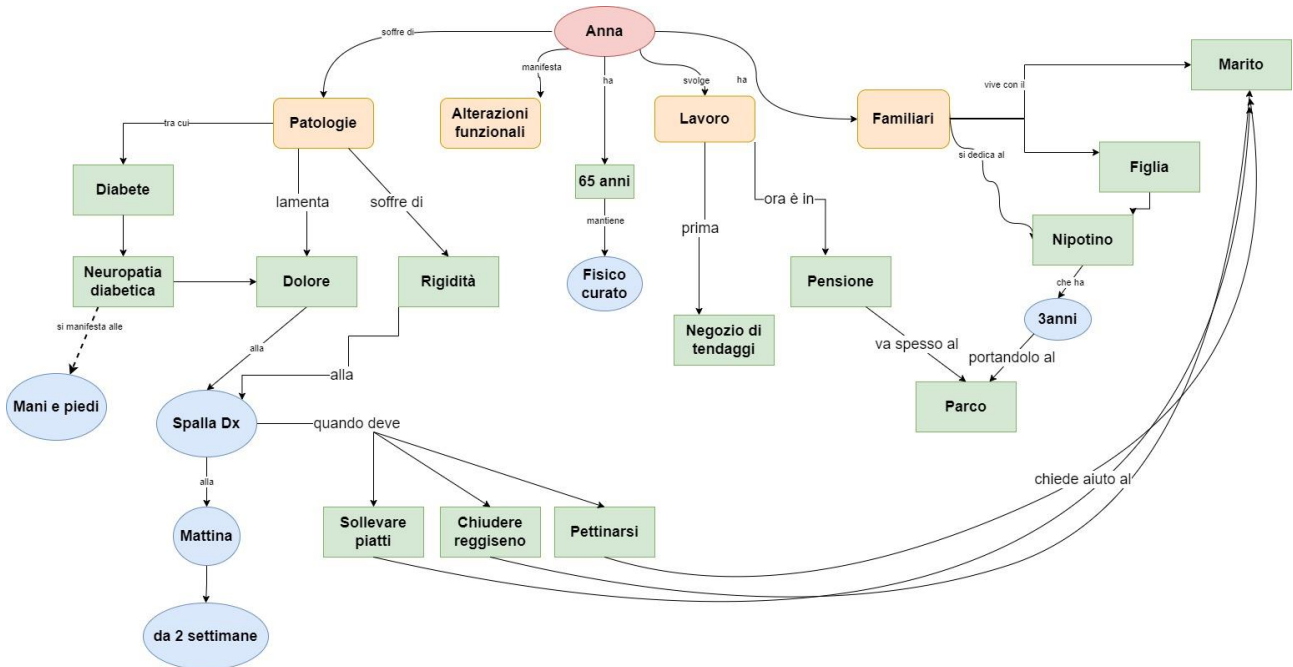 Anna
soffre di
manifesta
ha
svolge
ha
Marito
vive con il
Patologie
Alterazioni
funzionali
Lavoro
Familiari
tra cui
si dedica al
Figlia
Diabete
65 anni
lamenta
soffre di
ora è in
mantiene
prima
Nipotino
Neuropatia
diabetica
Dolore
Rigidità
Fisico
curato
Pensione
che ha
3anni
si manifesta alle
Negozio di
tendaggi
va spesso al
portandolo al
alla
alla
Mani e piedi
Parco
Spalla Dx
quando deve
alla
chiede aiuto al
Mattina
Sollevare
piatti
Chiudere
reggiseno
Pettinarsi
da 2 settimane